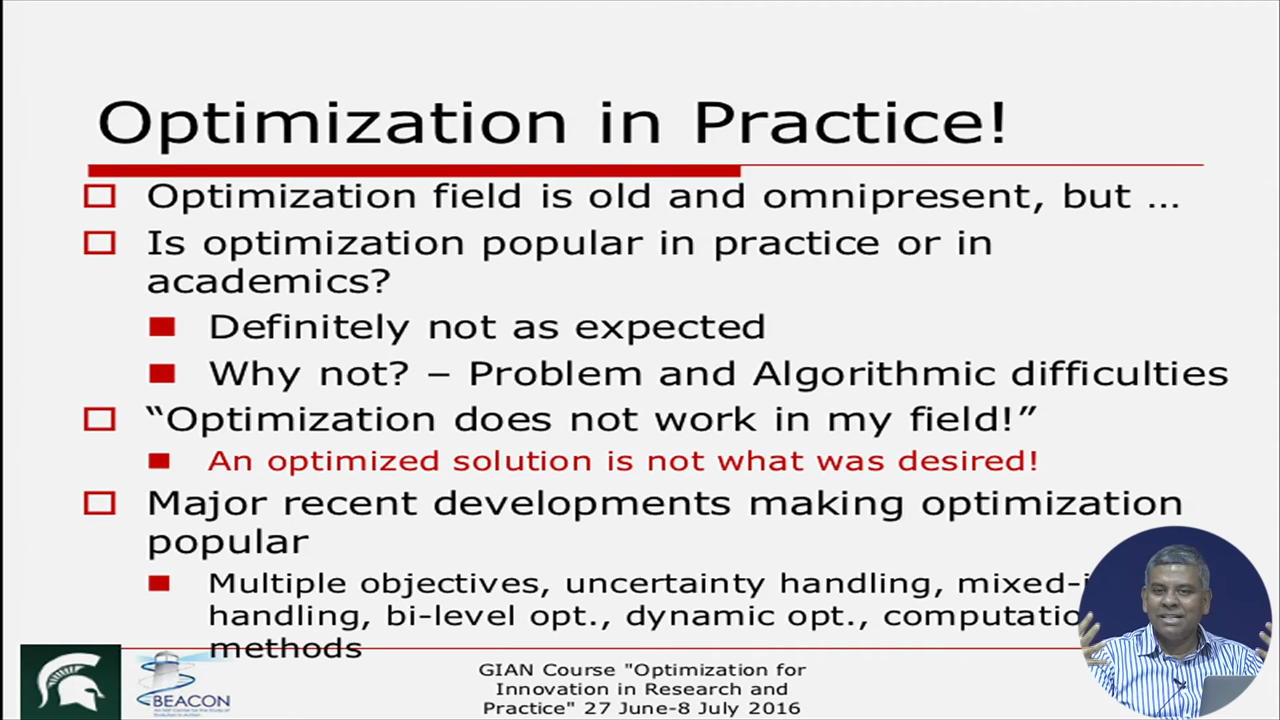 Optimization in Practice!
Optimization field is old and omnipresent, but …
Is optimization popular in practice or in
academics?
Definitely not as expected
Why not? – Problem and Algorithmic difficulties
“Optimization does not work in my field!”
An optimized solution is not what was desired!
Major recent developments making optimization
popular
Multiple objectives, uncertainty handling,
handling, bi-level opt., dynamic opt.,
methods
BEACON
GIAN Course "Optimization for
Innovation in Research and
Practice" 27 June-8 July 2016